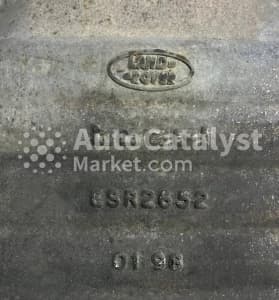 LAND-
-ROVER
AutoCatalyst
Market.com
ESR2652
01 98